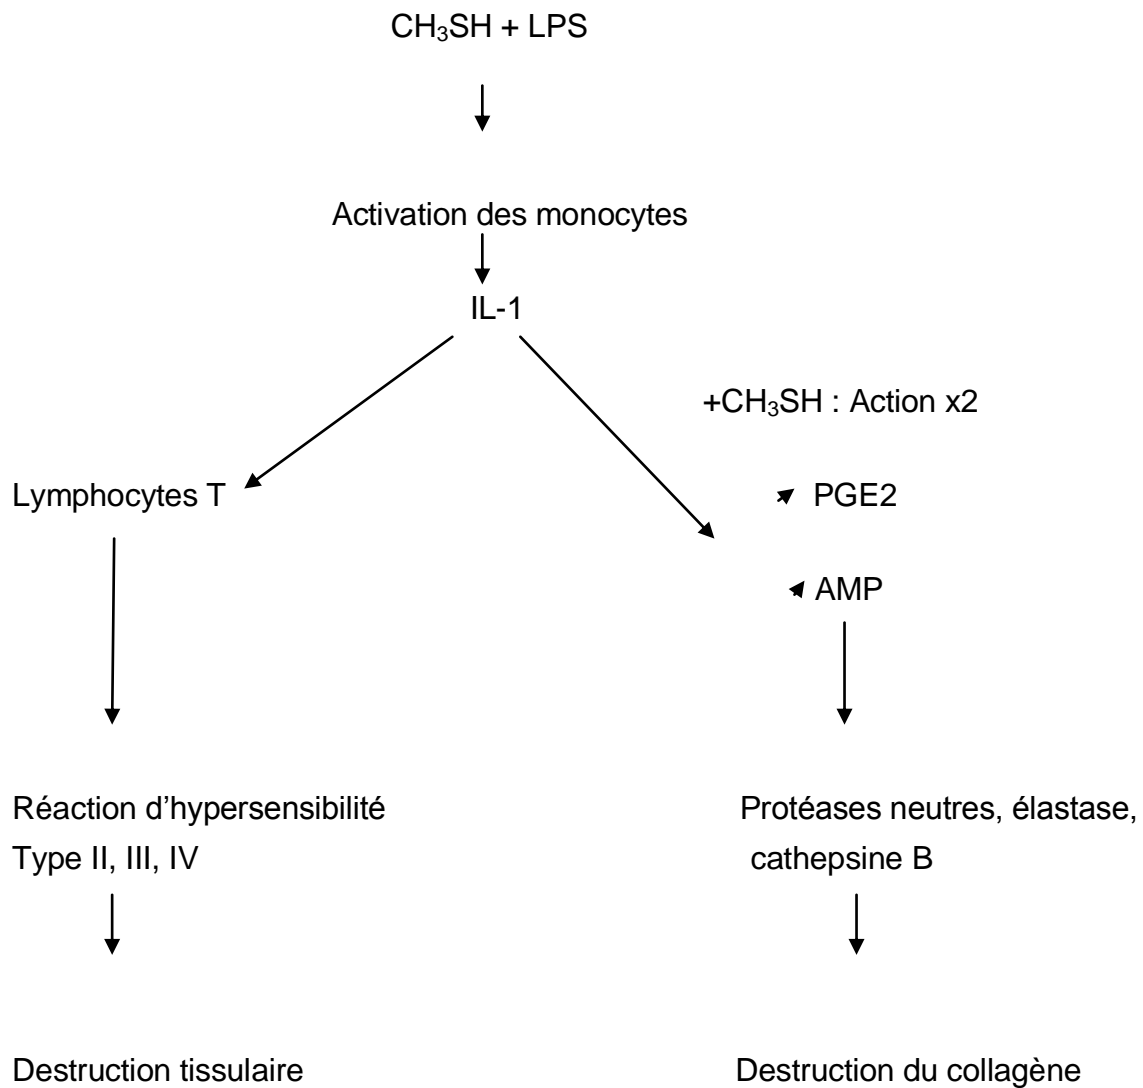 CH₃SH + LPS
Activation des monocytes
IL-1
+CH₃SH : Action x2
Lymphocytes T
PGE2
AMP
Réaction d’hypersensibilité
Type II, III, IV
Protéases neutres, élastase,
cathepsine B
Destruction tissulaire
Destruction du collagène